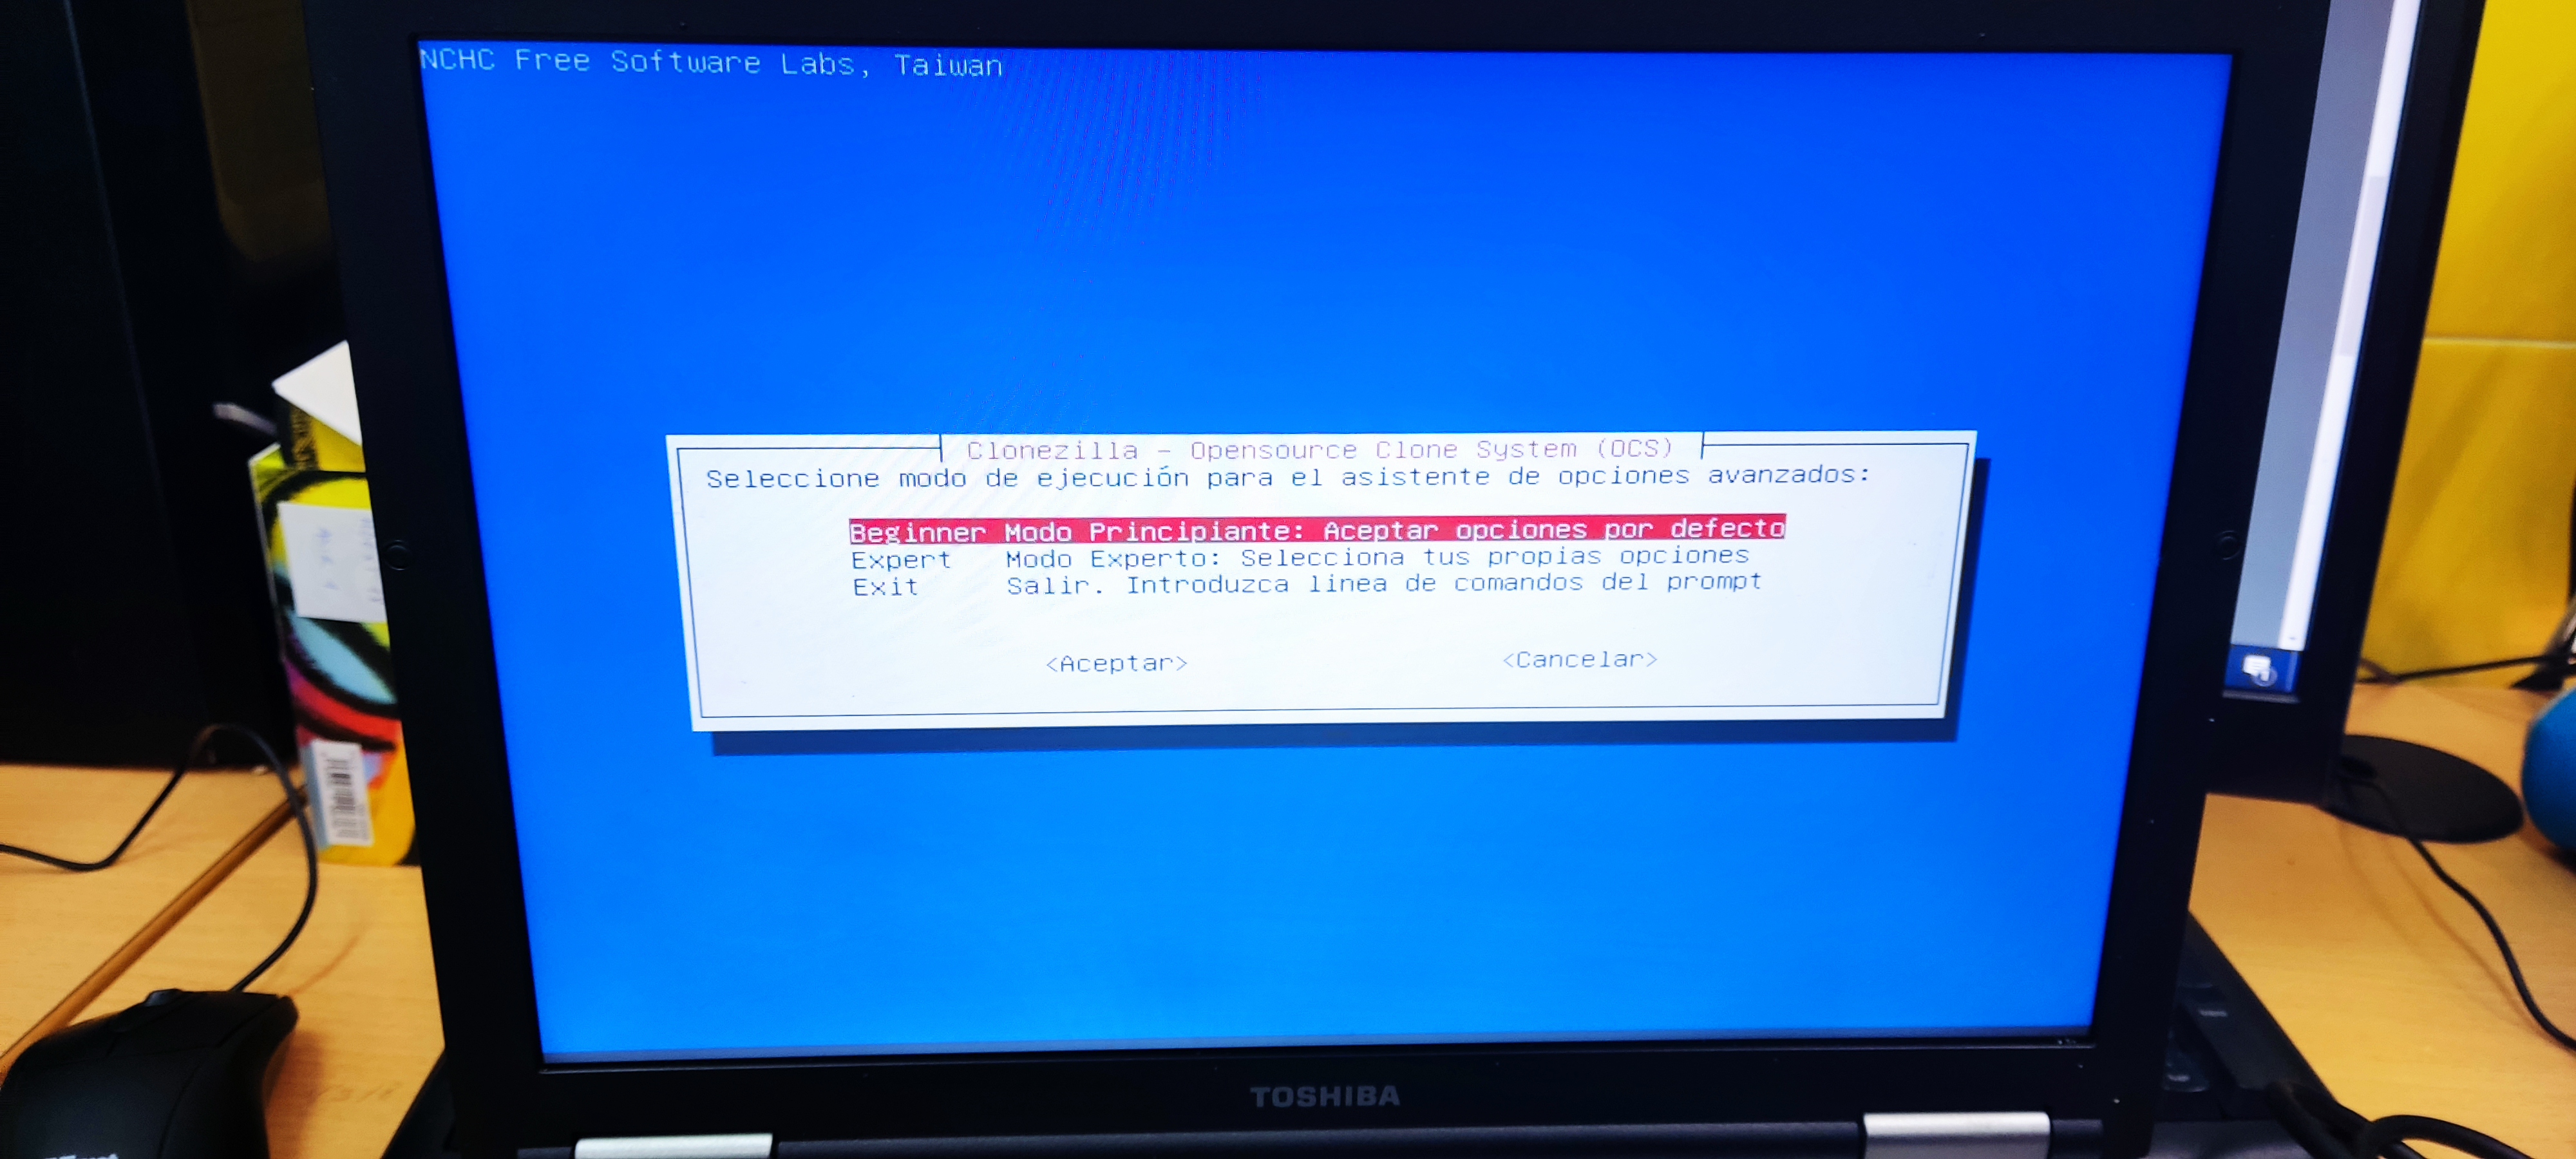 NCHC Free Software Labs, Taiwan
Clonezilla - Opensource Clone System (OCS)
Seleccione modo de ejecución para el asistente de opciones avanzados:
Beginner Modo Principiante: Aceptar opciones por defecto
Expert Modo Experto: Selecciona tus propias opciones
Exit Salir. Introduzca linea de comandos del prompt
<Aceptar> <Cancelar>
TOSHIBA